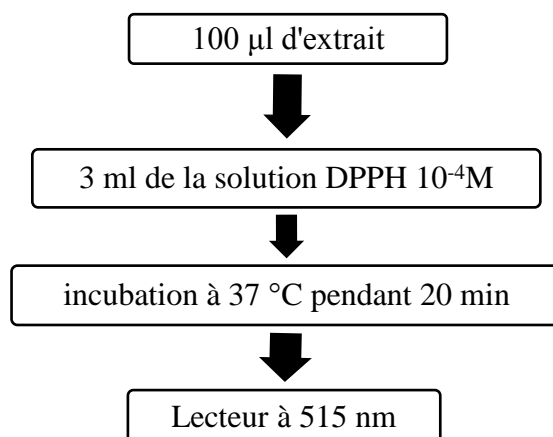 100 µl d'extrait
3 ml de la solution DPPH 10⁻⁴M
incubation à 37 °C pendant 20 min
Lecteur à 515 nm